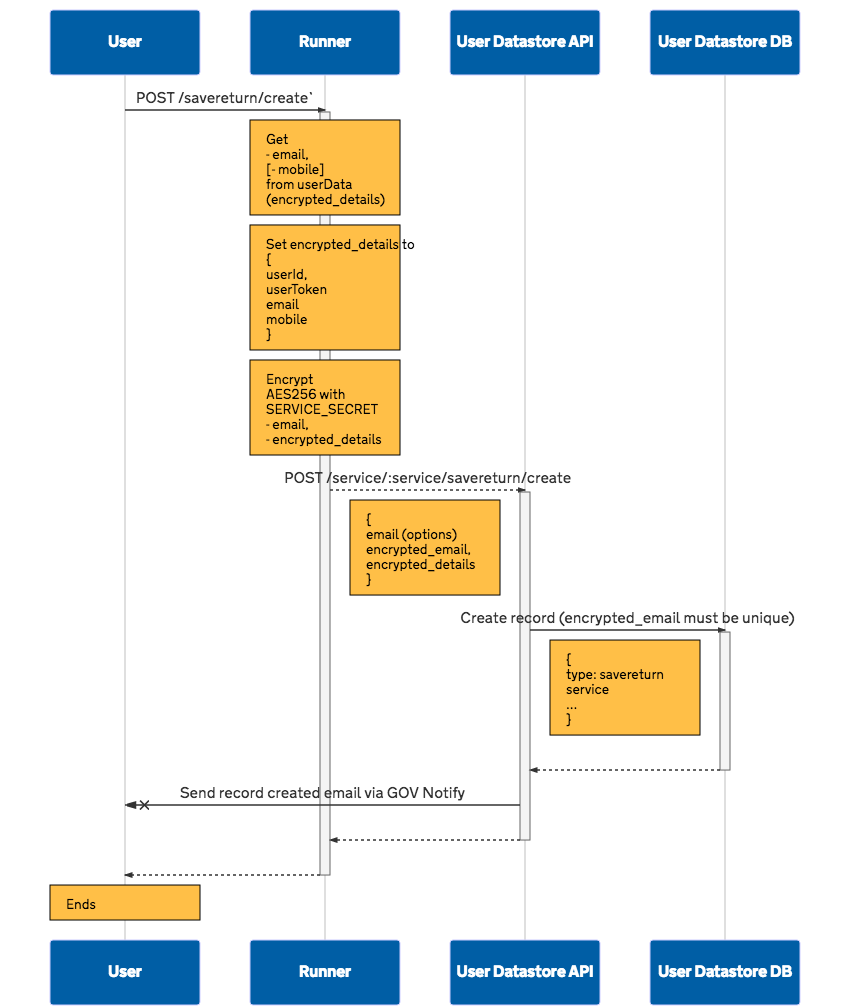 User
Runner
User Datastore API
User Datastore DB
POST /savereturn/create`
Get
- email,
[- mobile]
from userData
(encrypted_details)
Set encrypted_details to
{
userId,
userToken
email
mobile
}
Encrypt
AES256 with
SERVICE_SECRET
- email,
- encrypted_details
POST /service/:service/savereturn/create
{
email (options)
encrypted_email,
encrypted_details
}
Create record (encrypted_email must be unique)
{
type: savereturn
service
...
}
Send record created email via GOV Notify
Ends
User
Runner
User Datastore API
User Datastore DB